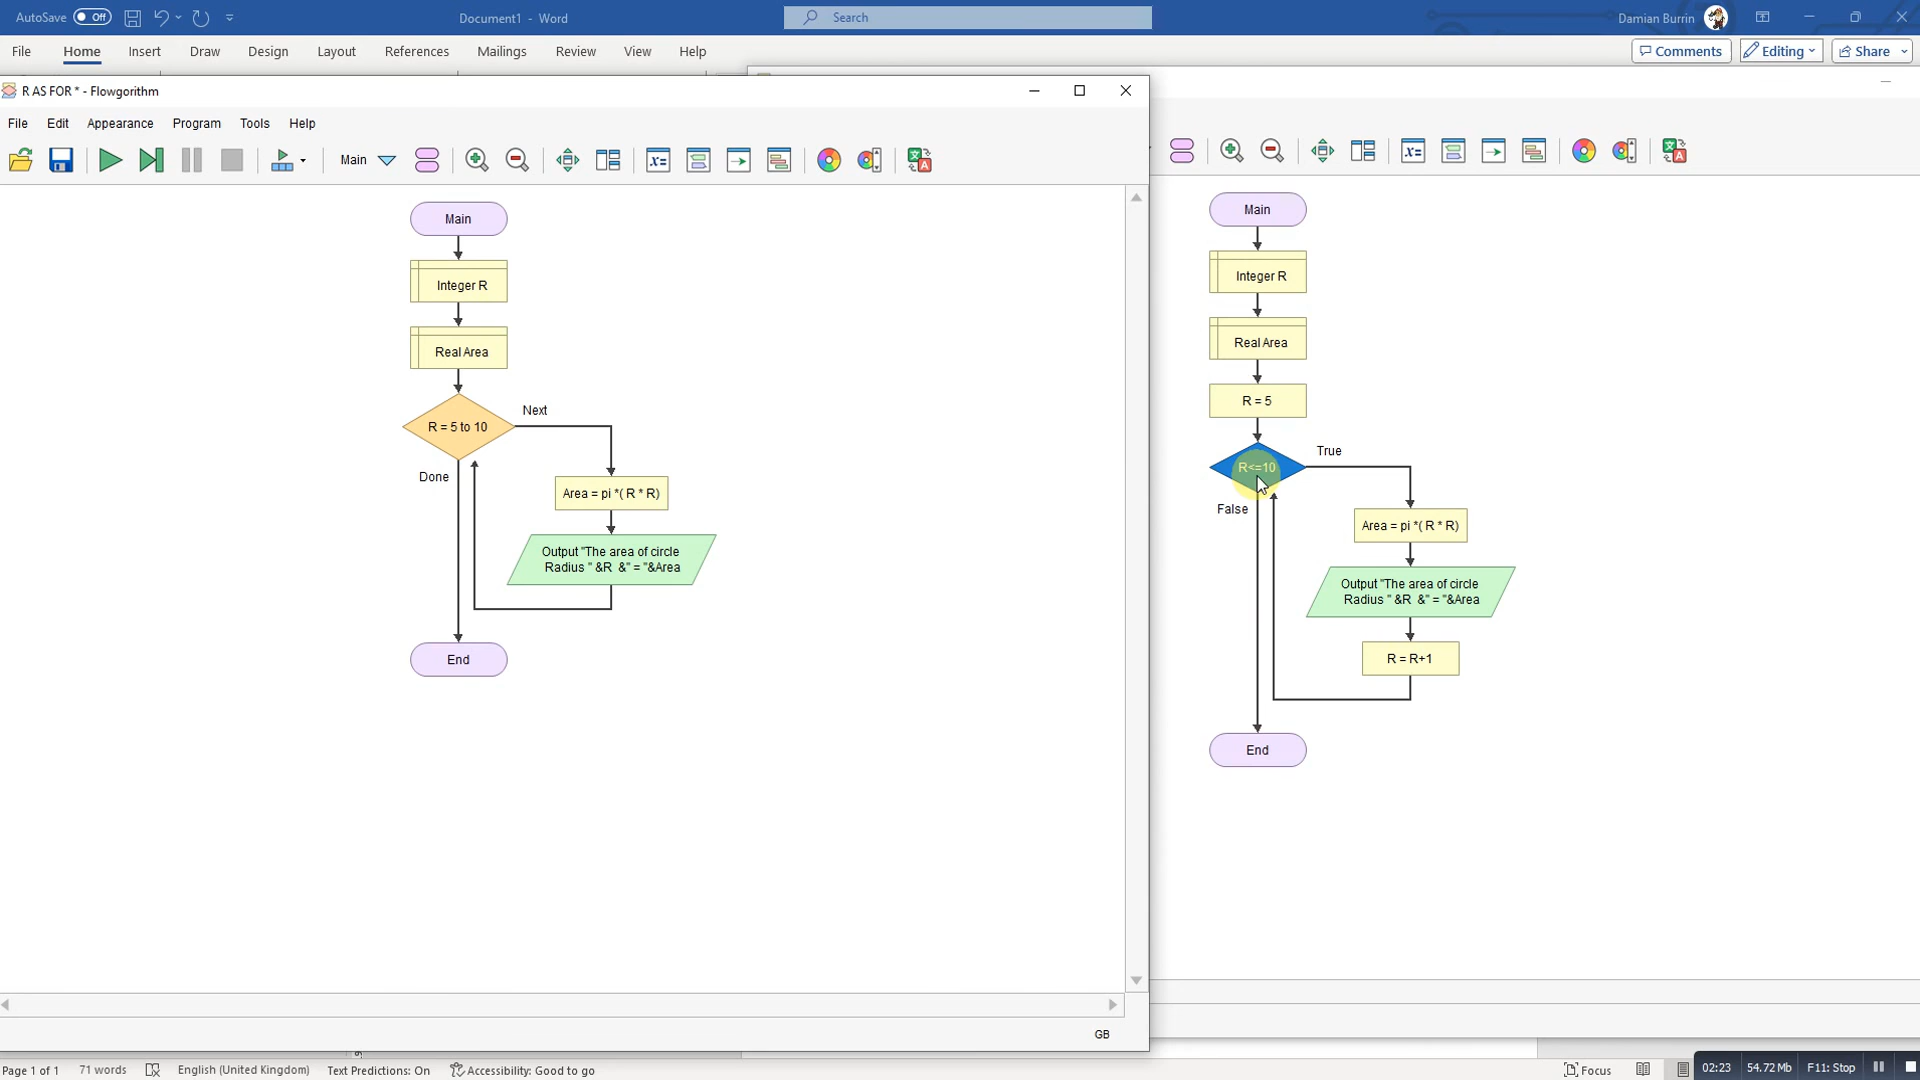 AutoSave Off
Document1 - Word
Search
Damian Burrin
File Home Insert Draw Design Layout References Mailings Review View Help
Comments Editing Share
R AS FOR * - Flowgorithm
File Edit Appearance Program Tools Help
Main
Main
Integer R
Real Area
R = 5 to 10
Next
Done
Area = pi *( R * R)
Output "The area of circle
Radius " &R &" = "&Area
End
GB
Main
Integer R
Real Area
R = 5
R<=10
True
False
Area = pi *( R * R)
Output "The area of circle
Radius " &R &" = "&Area
R = R+1
End
Page 1 of 1 71 words English (United Kingdom) Text Predictions: On Accessibility: Good to go
Focus
02:23 54.72 Mb F11: Stop